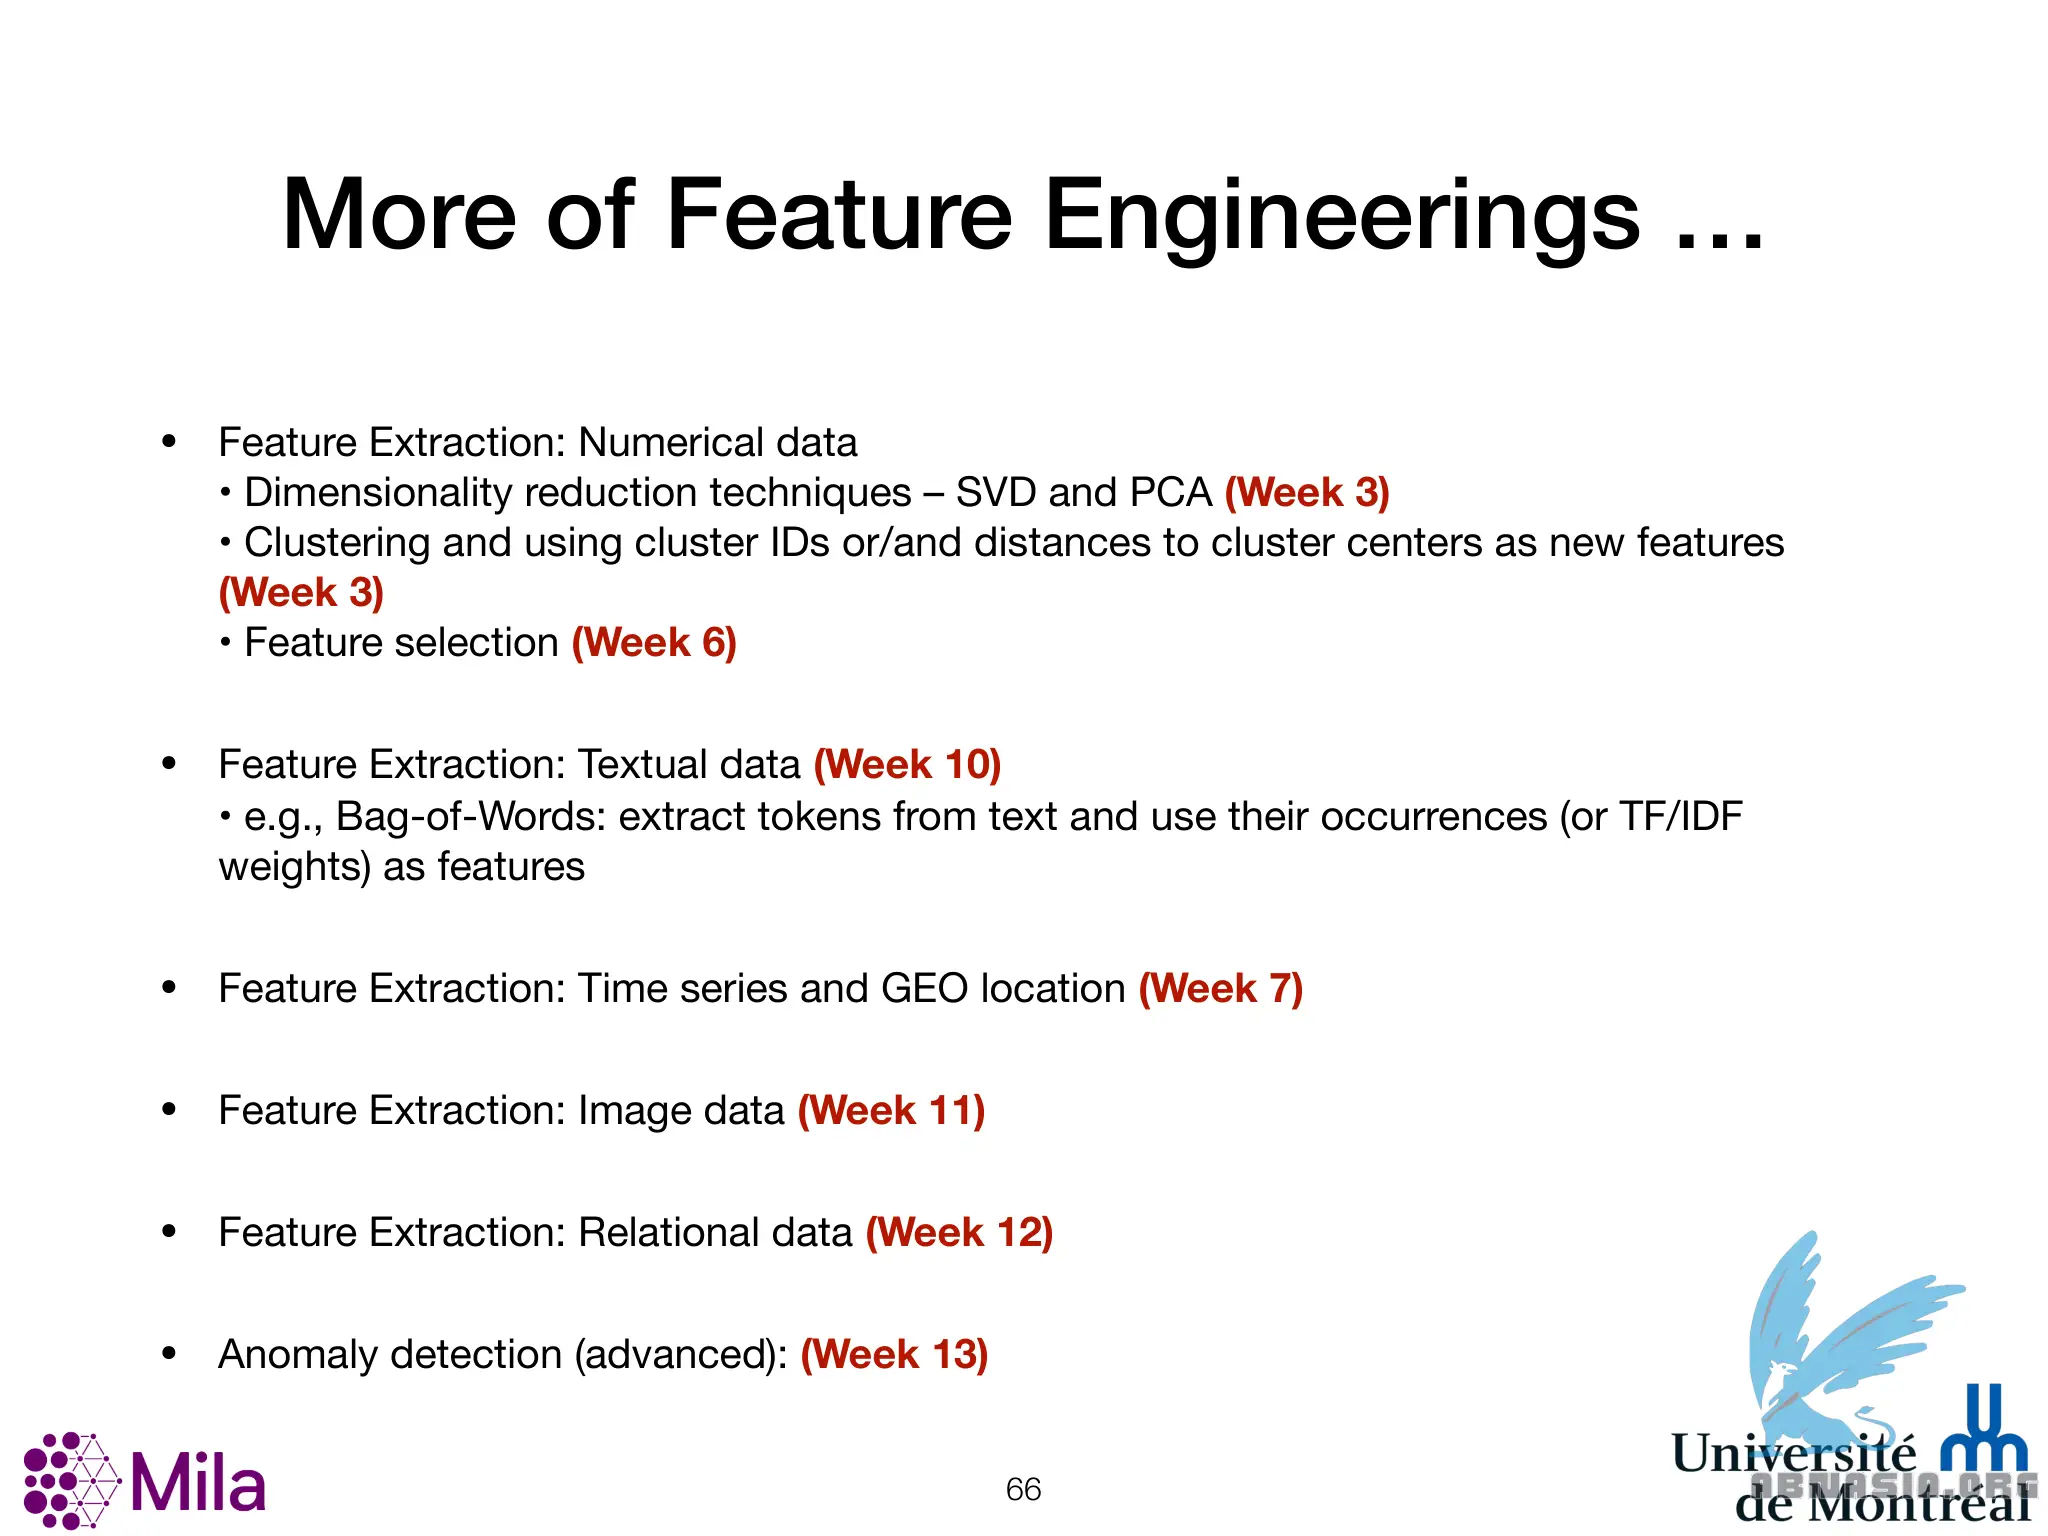 More of Feature Engineerings ...
• Feature Extraction: Numerical data
• Dimensionality reduction techniques – SVD and PCA (Week 3)
• Clustering and using cluster IDs or/and distances to cluster centers as new features
(Week 3)
• Feature selection (Week 6)
• Feature Extraction: Textual data (Week 10)
• e.g., Bag-of-Words: extract tokens from text and use their occurrences (or TF/IDF
weights) as features
• Feature Extraction: Time series and GEO location (Week 7)
• Feature Extraction: Image data (Week 11)
• Feature Extraction: Relational data (Week 12)
• Anomaly detection (advanced): (Week 13)
Mila
66
Université
de Montréal
ABNASIA.ORG